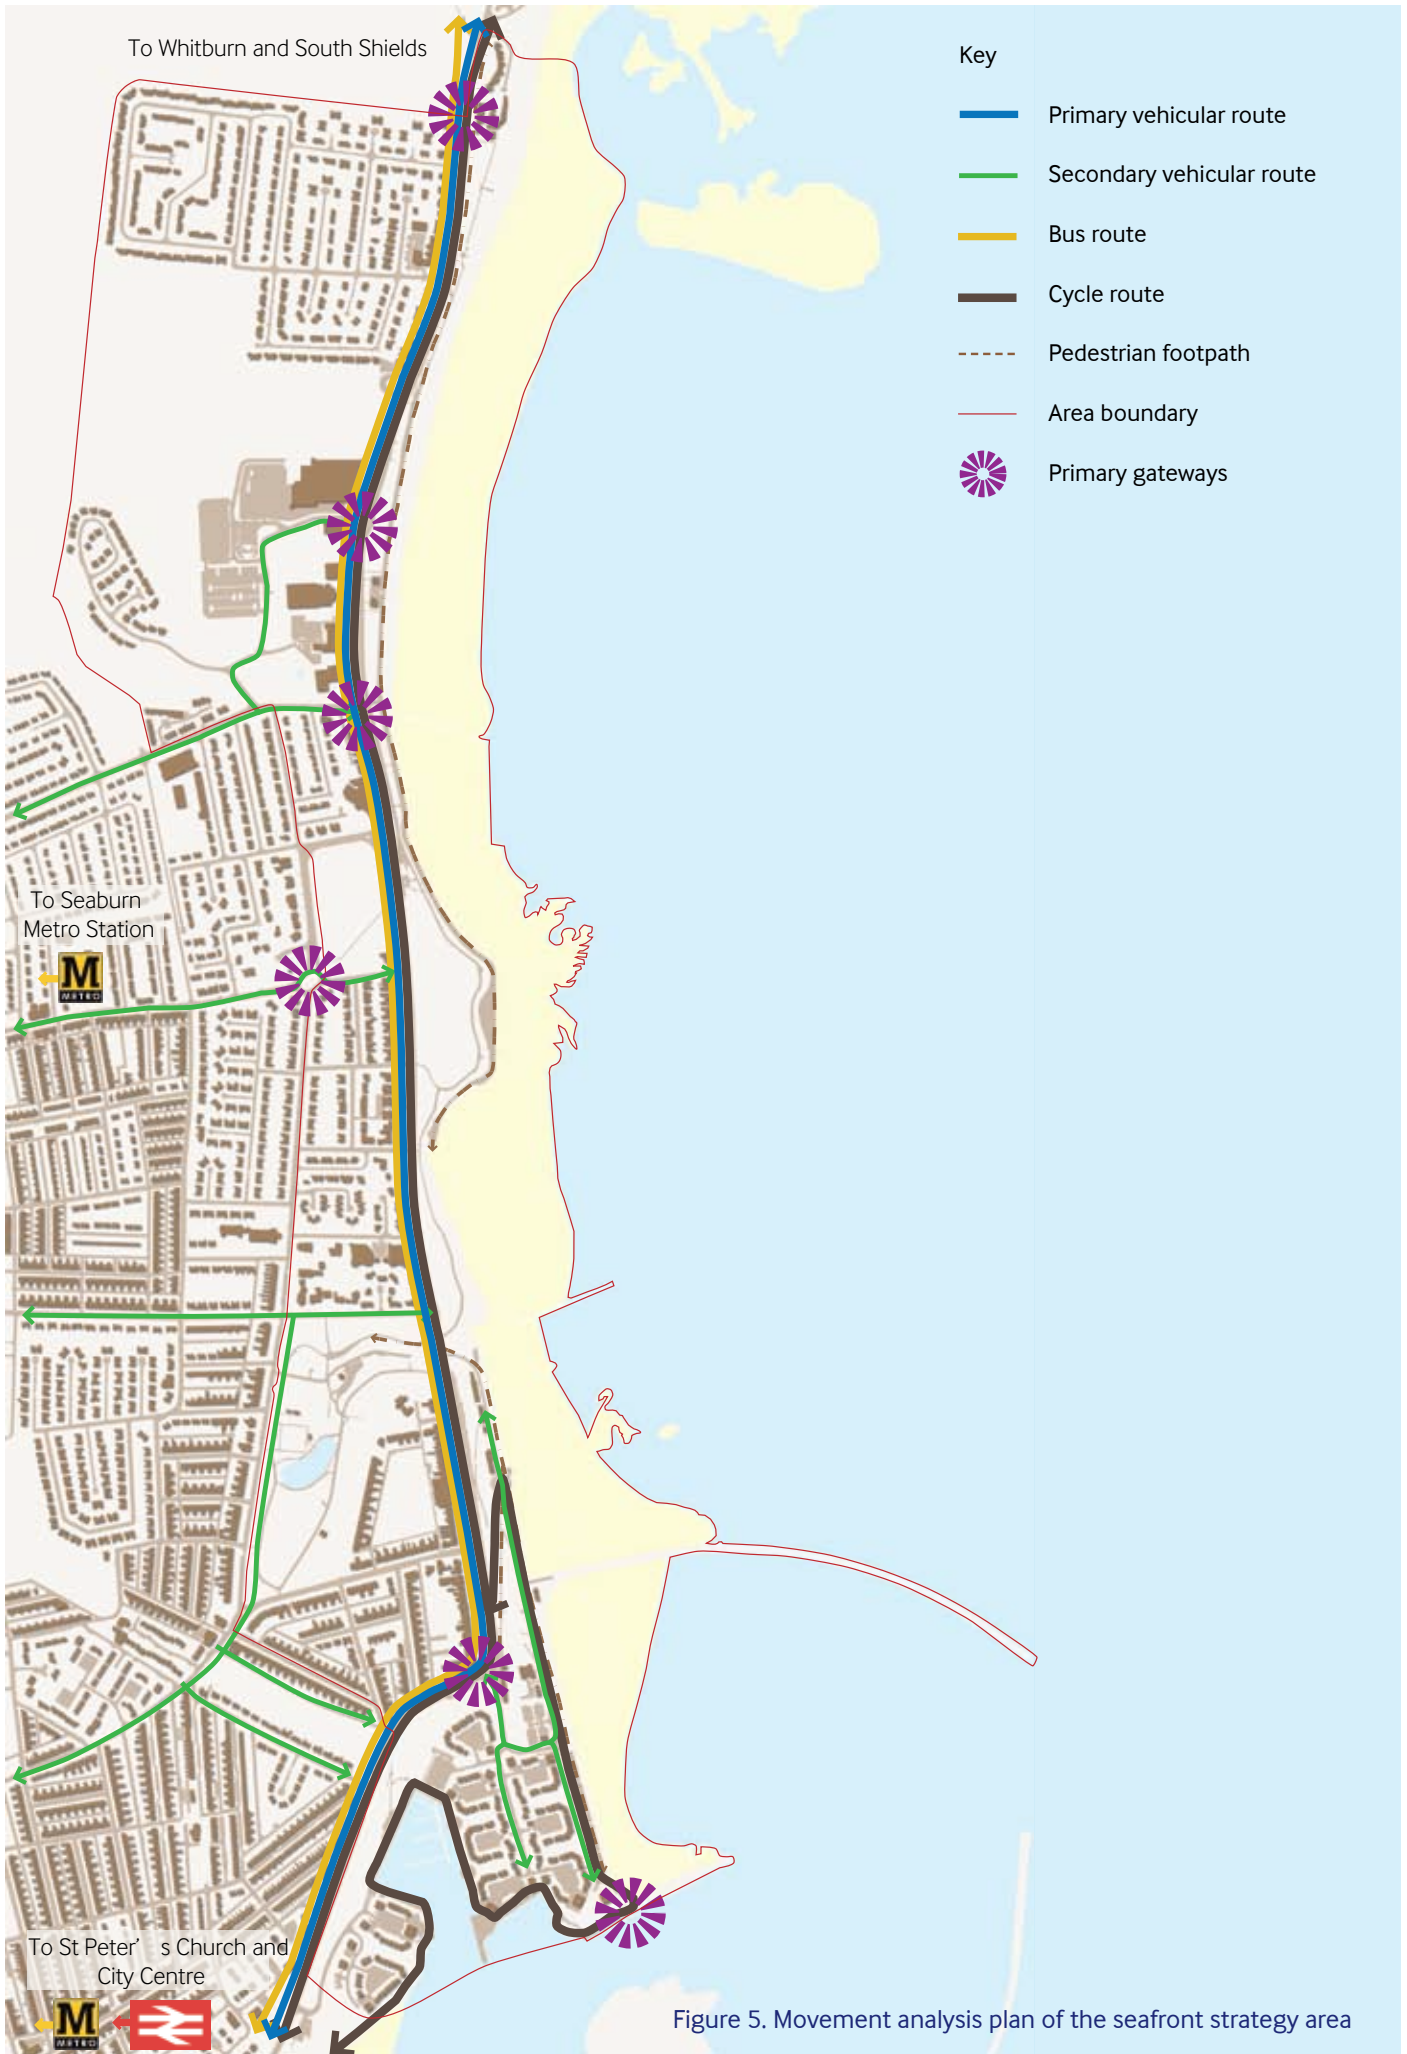 To Whitburn and South Shields
Key
Primary vehicular route
Secondary vehicular route
Bus route
Cycle route
Pedestrian footpath
Area boundary
Primary gateways
To Seaburn
Metro Station
M
METRO
To St Peter’ s Church and
City Centre
M
METRO
Figure 5. Movement analysis plan of the seafront strategy area